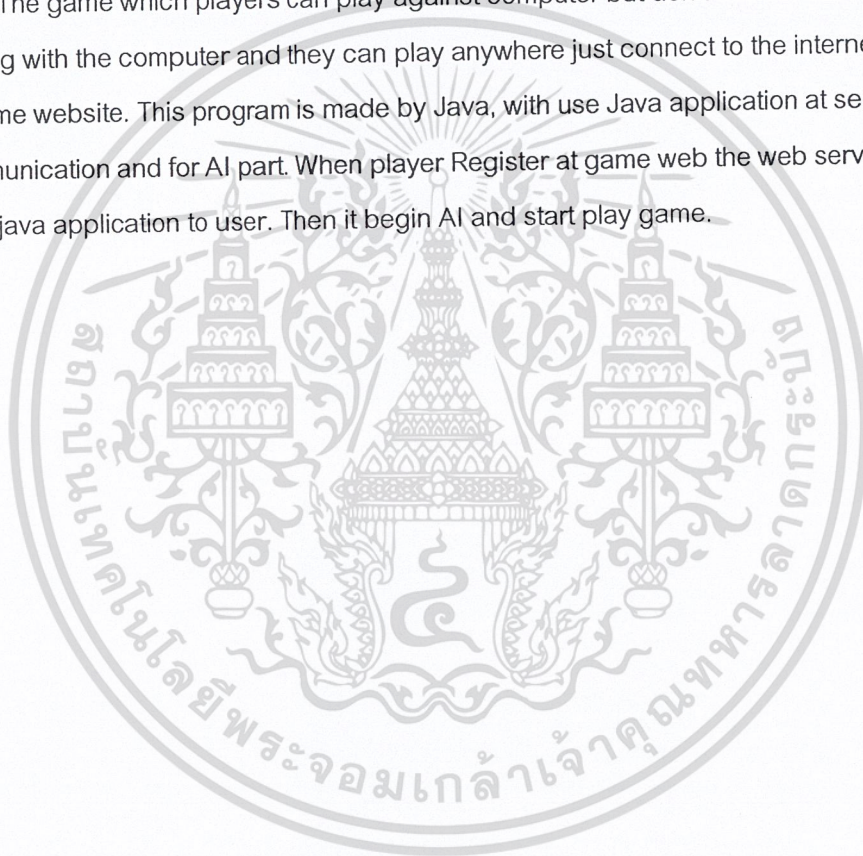 The game which players can play against computer but
g with the computer and they can play anywhere just connect to the interne
me website. This program is made by Java, with use Java application at se
unication and for AI part. When player Register at game web the web serv
java application to user. Then it begin AI and start play game.
สถาบันเทคโนโลยีพระจอมเกล้าเจ้าคุณทหารลาดกระบัง
๔